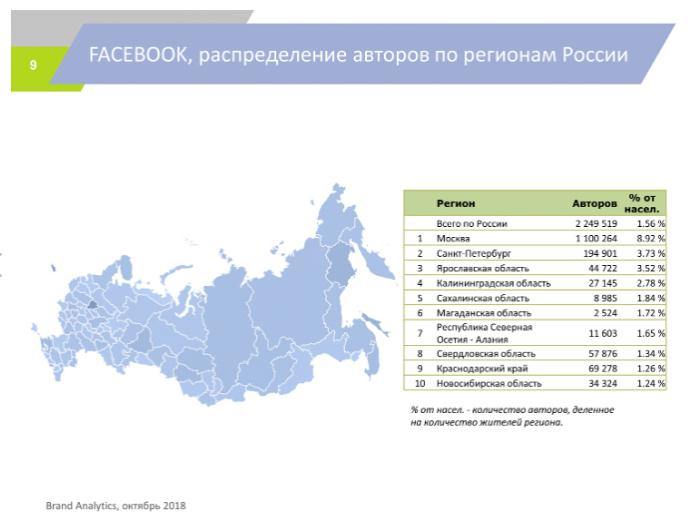 9
FACEBOOK, распределение авторов по регионам России
Регион Авторов % от насел.
Всего по России 2 249 519 1.56 %
1 Москва 1 100 264 8.92 %
2 Санкт-Петербург 194 901 3.73 %
3 Ярославская область 44 722 3.52 %
4 Калининградская область 27 145 2.78 %
5 Сахалинская область 8 985 1.84 %
6 Магаданская область 2 524 1.72 %
7 Республика Северная
Осетия - Алания 11 603 1.65 %
8 Свердловская область 57 876 1.34 %
9 Краснодарский край 69 278 1.26 %
10 Новосибирская область 34 324 1.24 %
% от насел. - количество авторов, деленное
на количество жителей региона.
Brand Analytics, октябрь 2018